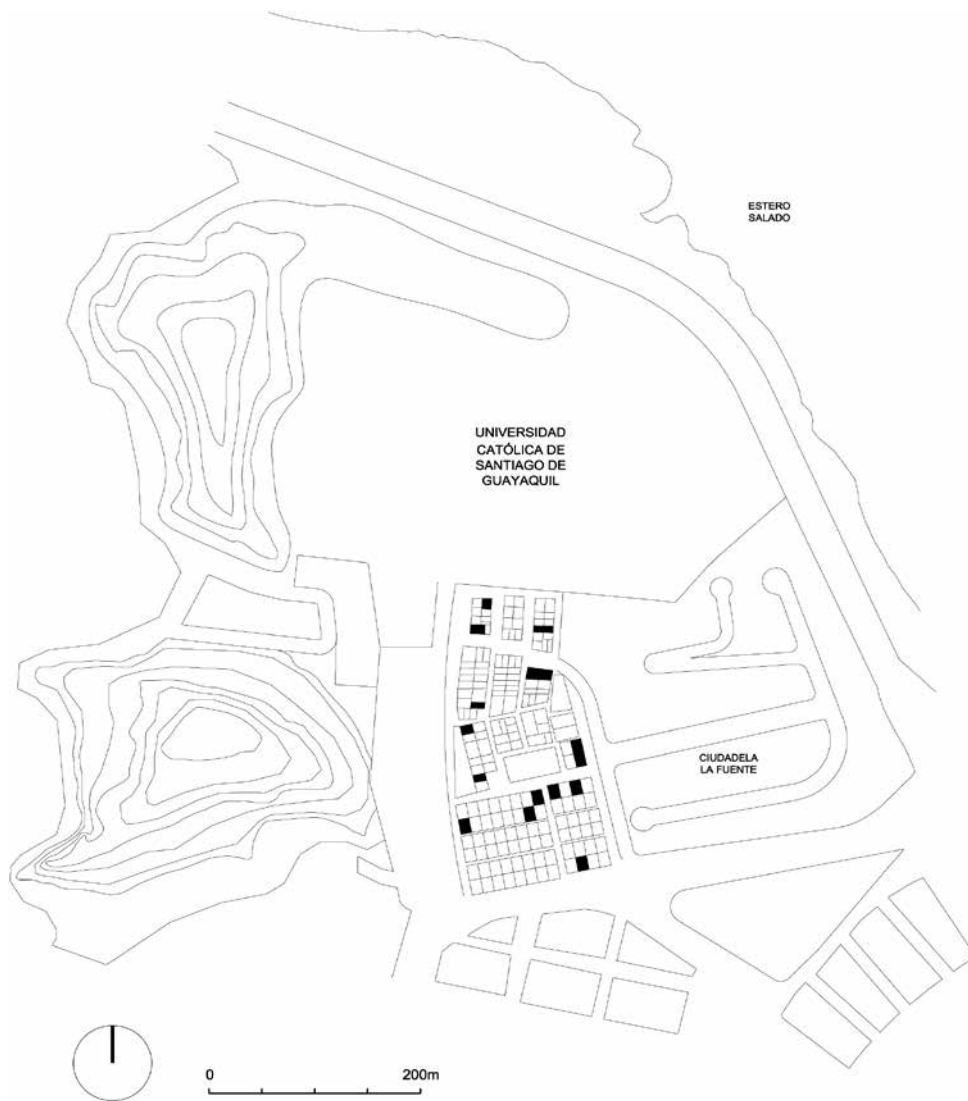 ESTERO
SALADO
UNIVERSIDAD
CATÓLICA DE
SANTIAGO DE
GUAYAQUIL
CIUDADELA
LA FUENTE
0
200m